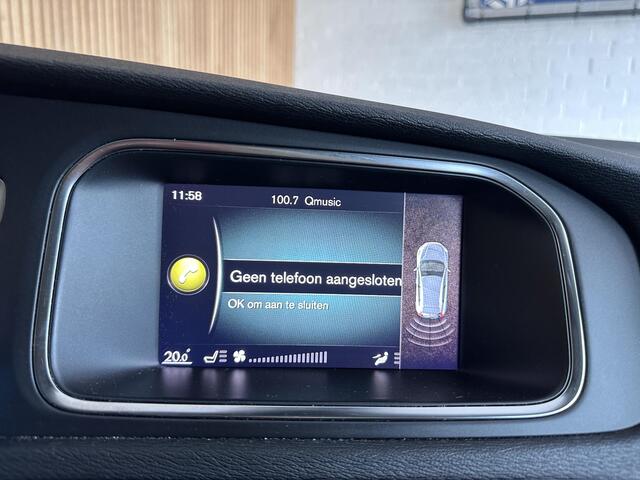 11:58
100.7 Qmusic
Geen telefoon aangesloten
OK om aan te sluiten
20.0°